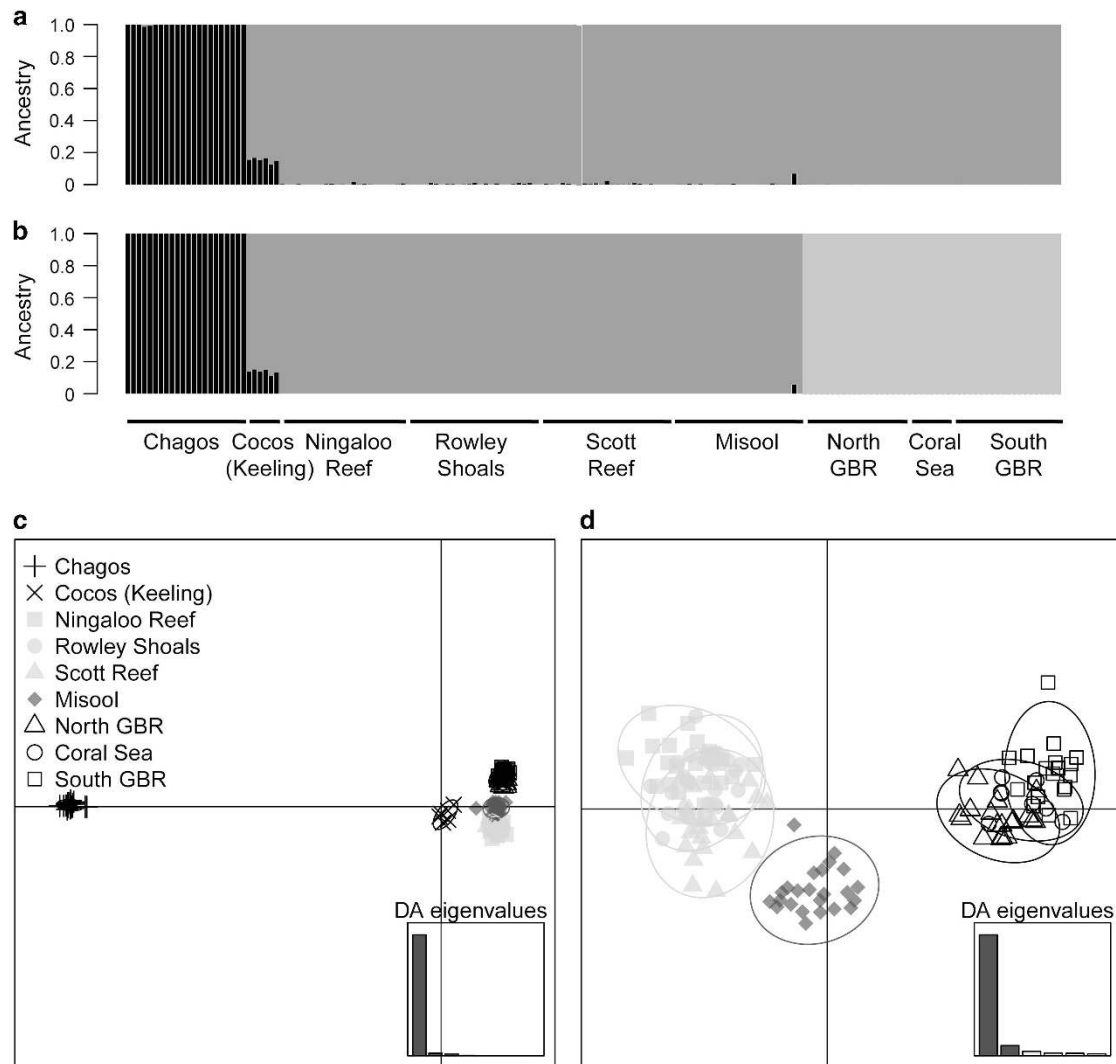 a
1.0
0.8
0.6
0.4
0.2
0
Ancestry
b
1.0
0.8
0.6
0.4
0.2
0
Ancestry
Chagos Cocos Ningaloo Rowley Scott Misool North Coral South
(Keeling) Reef Shoals Reef GBR Sea GBR
c
Chagos
Cocos (Keeling)
Ningaloo Reef
Rowley Shoals
Scott Reef
Misool
North GBR
Coral Sea
South GBR
DA eigenvalues
d
DA eigenvalues